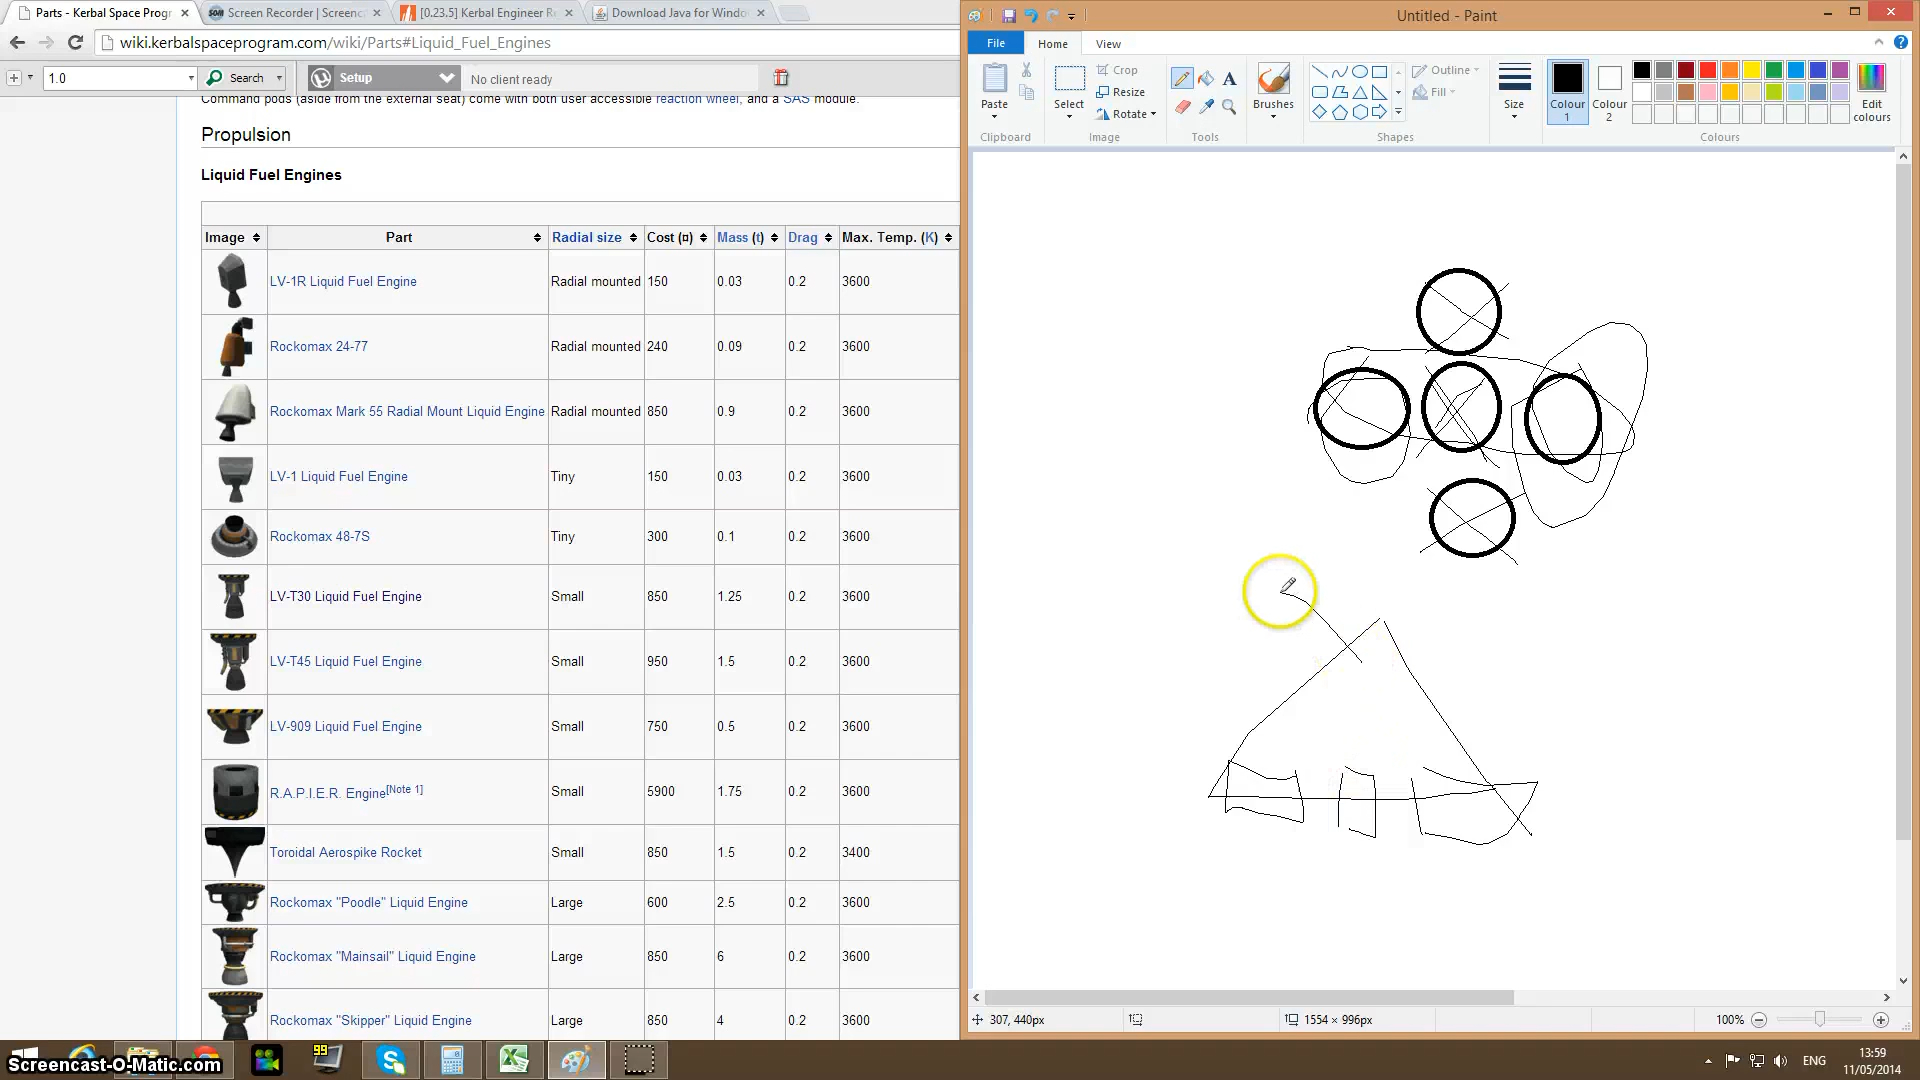 Parts - Kerbal Space Progr
Screen Recorder | Screenc
[0.23.5] Kerbal Engineer Re
Download Java for Windo
wiki.kerbalspaceprogram.com/wiki/Parts#Liquid_Fuel_Engines
1.0 Search Setup No client ready
Command pods (aside from the external seat) come with both user accessible reaction wheel, and a SAS module.
Propulsion
Liquid Fuel Engines
Image Part Radial size Cost (¤) Mass (t) Drag Max. Temp. (K)
LV-1R Liquid Fuel Engine Radial mounted 150 0.03 0.2 3600
Rockomax 24-77 Radial mounted 240 0.09 0.2 3600
Rockomax Mark 55 Radial Mount Liquid Engine Radial mounted 850 0.9 0.2 3600
LV-1 Liquid Fuel Engine Tiny 150 0.03 0.2 3600
Rockomax 48-7S Tiny 300 0.1 0.2 3600
LV-T30 Liquid Fuel Engine Small 850 1.25 0.2 3600
LV-T45 Liquid Fuel Engine Small 950 1.5 0.2 3600
LV-909 Liquid Fuel Engine Small 750 0.5 0.2 3600
R.A.P.I.E.R. Engine[Note 1] Small 5900 1.75 0.2 3600
Toroidal Aerospike Rocket Small 850 1.5 0.2 3400
Rockomax "Poodle" Liquid Engine Large 600 2.5 0.2 3600
Rockomax "Mainsail" Liquid Engine Large 850 6 0.2 3600
Rockomax "Skipper" Liquid Engine Large 850 4 0.2 3600
Untitled - Paint
File Home View
Paste
Clipboard
Select
Crop
Resize
Rotate
Image
Tools
Brushes
Outline
Fill
Shapes
Size
Colour 1
Colour 2
Edit colours
Colours
307, 440px
1554 × 996px
100%
99
Screencast-O-Matic.com
ENG
13:59
11/05/2014